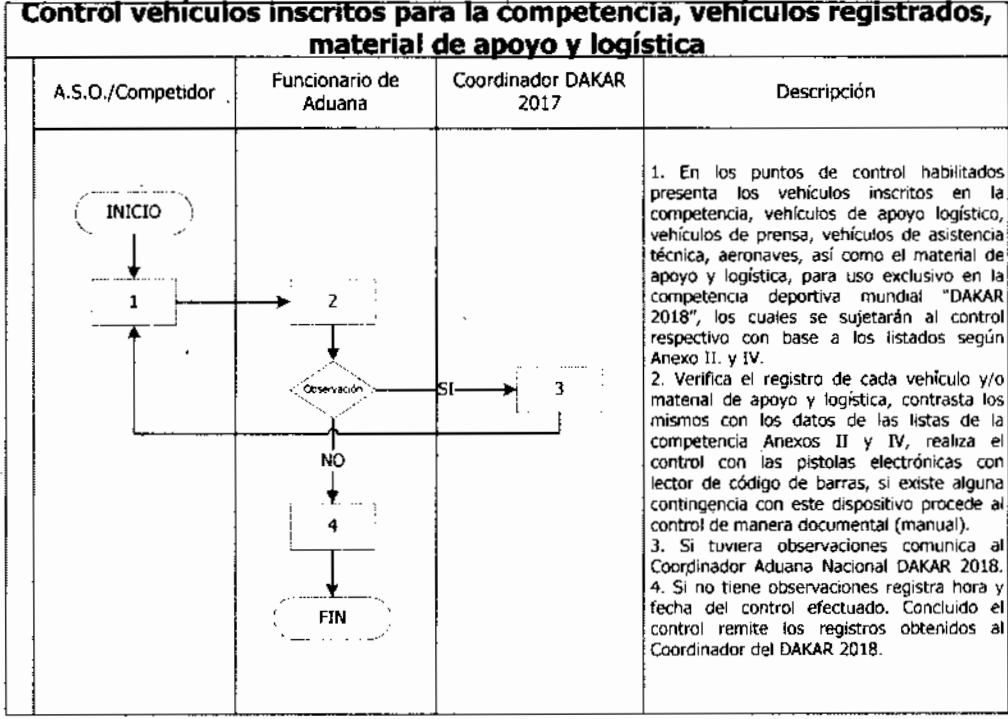 Control vehículos inscritos para la competencia, vehículos registrados,
material de apoyo y logística
A.S.O./Competidor
Funcionario de
Aduana
Coordinador DAKAR
2017
Descripción
INICIO
1
2
Observación
SI
3
NO
4
FIN
1. En los puntos de control habilitados
presenta los vehículos inscritos en la
competencia, vehículos de apoyo logístico,
vehículos de prensa, vehículos de asistencia
técnica, aeronaves, así como el material de
apoyo y logística, para uso exclusivo en la
competencia deportiva mundial "DAKAR
2018", los cuales se sujetarán al control
respectivo con base a los listados según
Anexo II. y IV.
2. Verifica el registro de cada vehículo y/o
material de apoyo y logística, contrasta los
mismos con los datos de las listas de la
competencia Anexos II y IV, realiza el
control con las pistolas electrónicas con
lector de código de barras, si existe alguna
contingencia con este dispositivo procede al
control de manera documental (manual).
3. Si tuviera observaciones comunica al
Coordinador Aduana Nacional DAKAR 2018.
4. Si no tiene observaciones registra hora y
fecha del control efectuado. Concluido el
control remite los registros obtenidos al
Coordinador del DAKAR 2018.